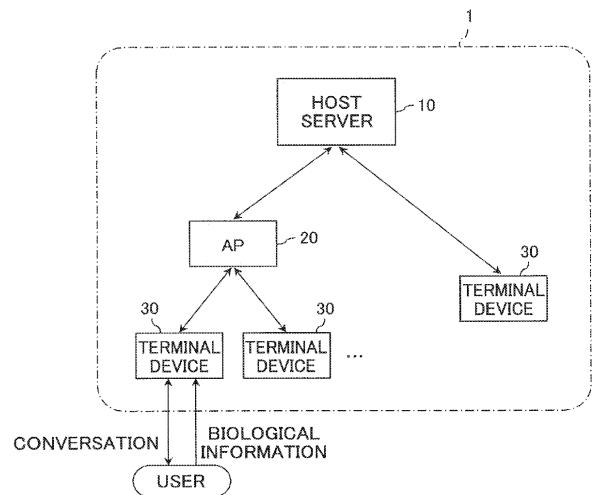 1
HOST
SERVER
10
AP
20
30
TERMINAL
DEVICE
30
TERMINAL
DEVICE
...
30
TERMINAL
DEVICE
CONVERSATION
BIOLOGICAL
INFORMATION
USER